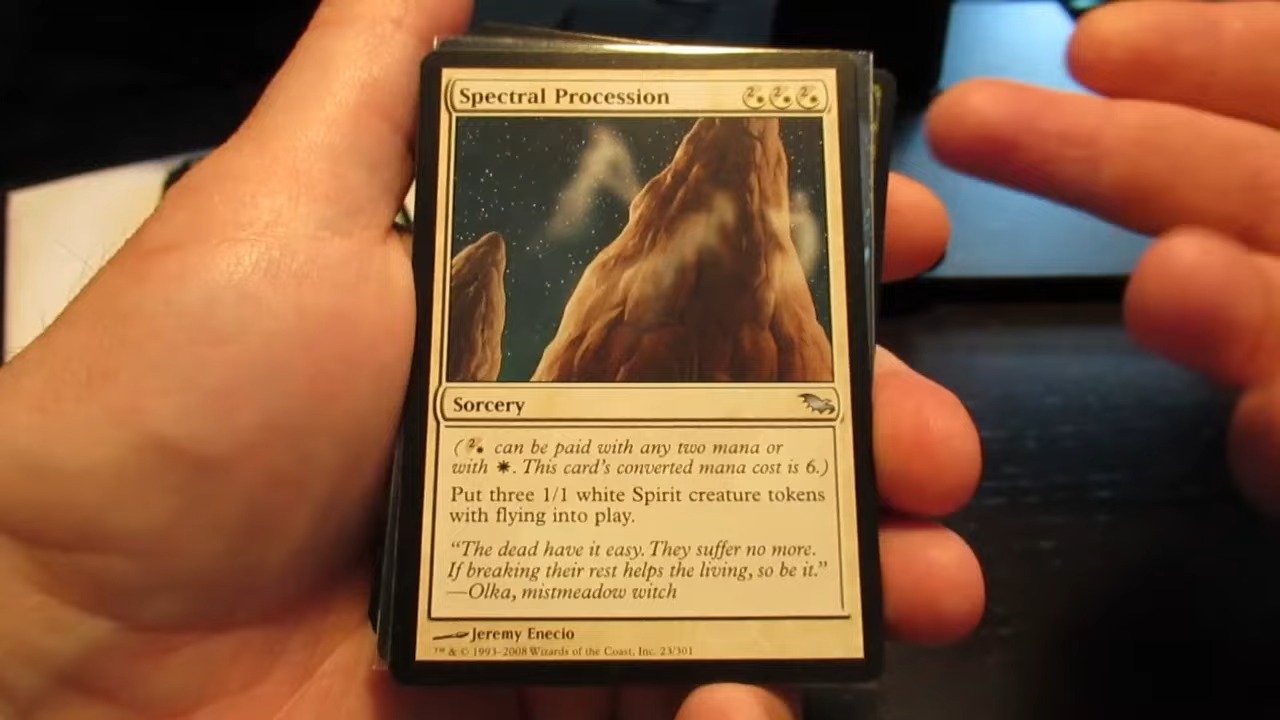 Spectral Procession
2 2 2
Sorcery
(2 can be paid with any two mana or
with . This card's converted mana cost is 6.)
Put three 1/1 white Spirit creature tokens
with flying into play.
"The dead have it easy. They suffer no more.
If breaking their rest helps the living, so be it."
—Olka, mistmeadow witch
Jeremy Enecio
™ & © 1993-2008 Wizards of the Coast, Inc. 23/301